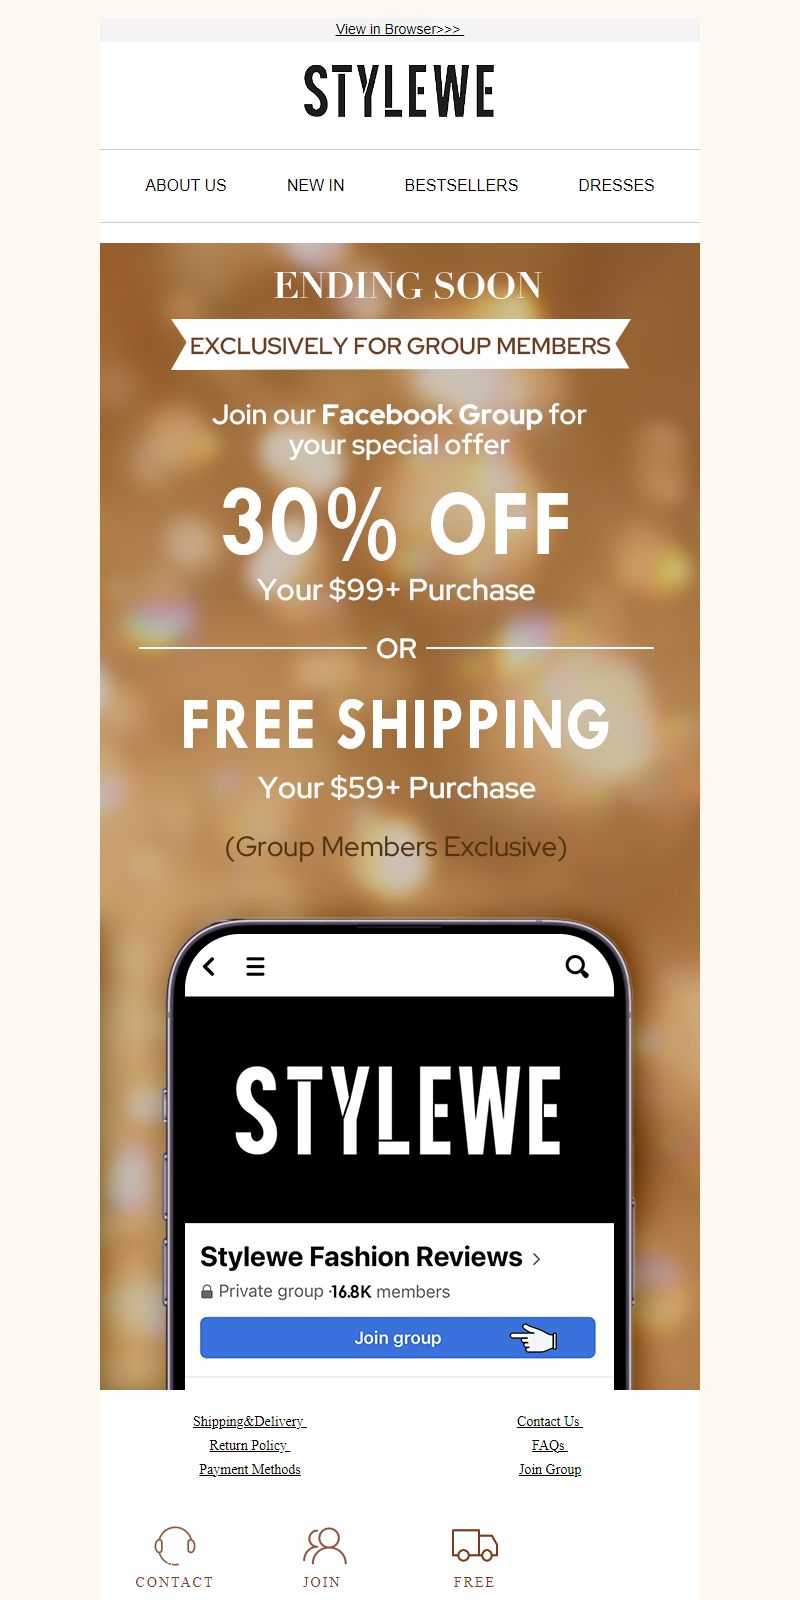 View in Browser>>>
STYLEWE
ABOUT US NEW IN BESTSELLERS DRESSES
ENDING SOON
EXCLUSIVELY FOR GROUP MEMBERS
Join our Facebook Group for
your special offer
30% OFF
Your $99+ Purchase
OR
FREE SHIPPING
Your $59+ Purchase
(Group Members Exclusive)
STYLEWE
Stylewe Fashion Reviews >
Private group · 16.8K members
Join group
Shipping&Delivery Contact Us
Return Policy FAQs
Payment Methods Join Group
CONTACT JOIN FREE